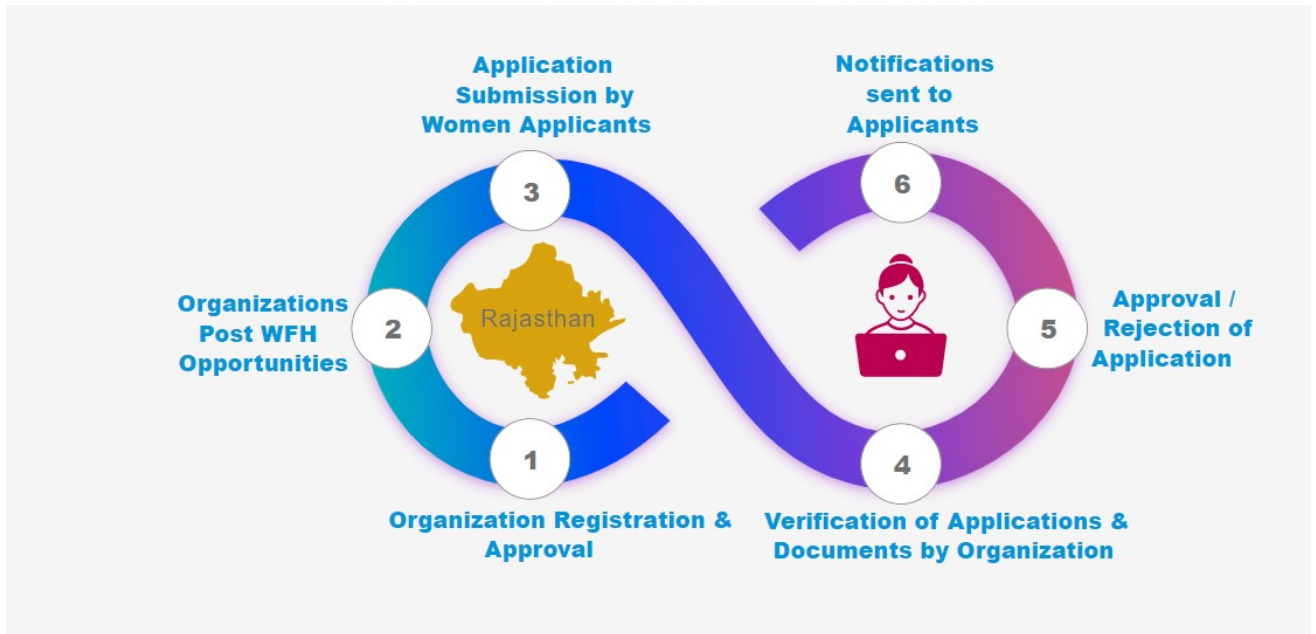 Application
Submission by
Women Applicants
3
Notifications
sent to
Applicants
6
Organizations
Post WFH
Opportunities
2
Rajasthan
5
Approval /
Rejection of
Application
1
Organization Registration &
Approval
4
Verification of Applications &
Documents by Organization